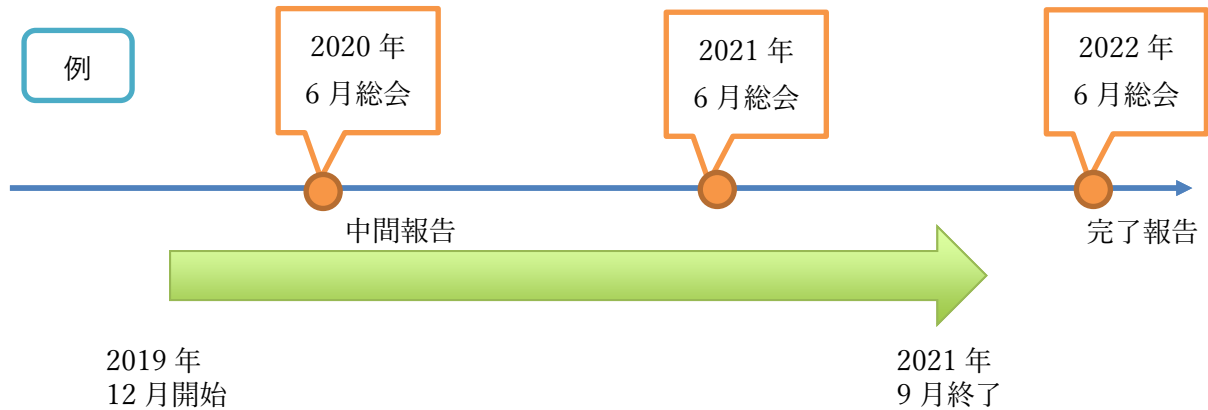 例
2020 年
6 月総会
2021 年
6 月総会
2022 年
6 月総会
中間報告
完了報告
2019 年
12 月開始
2021 年
9 月終了